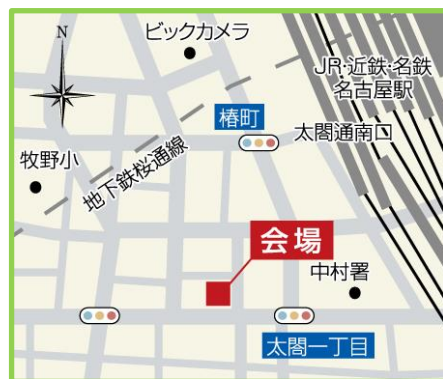 N
ビックカメラ
JR・近鉄・名鉄
名古屋駅
椿町
太閤通南口
牧野小
地下鉄桜通線
会場
中村署
太閤一丁目